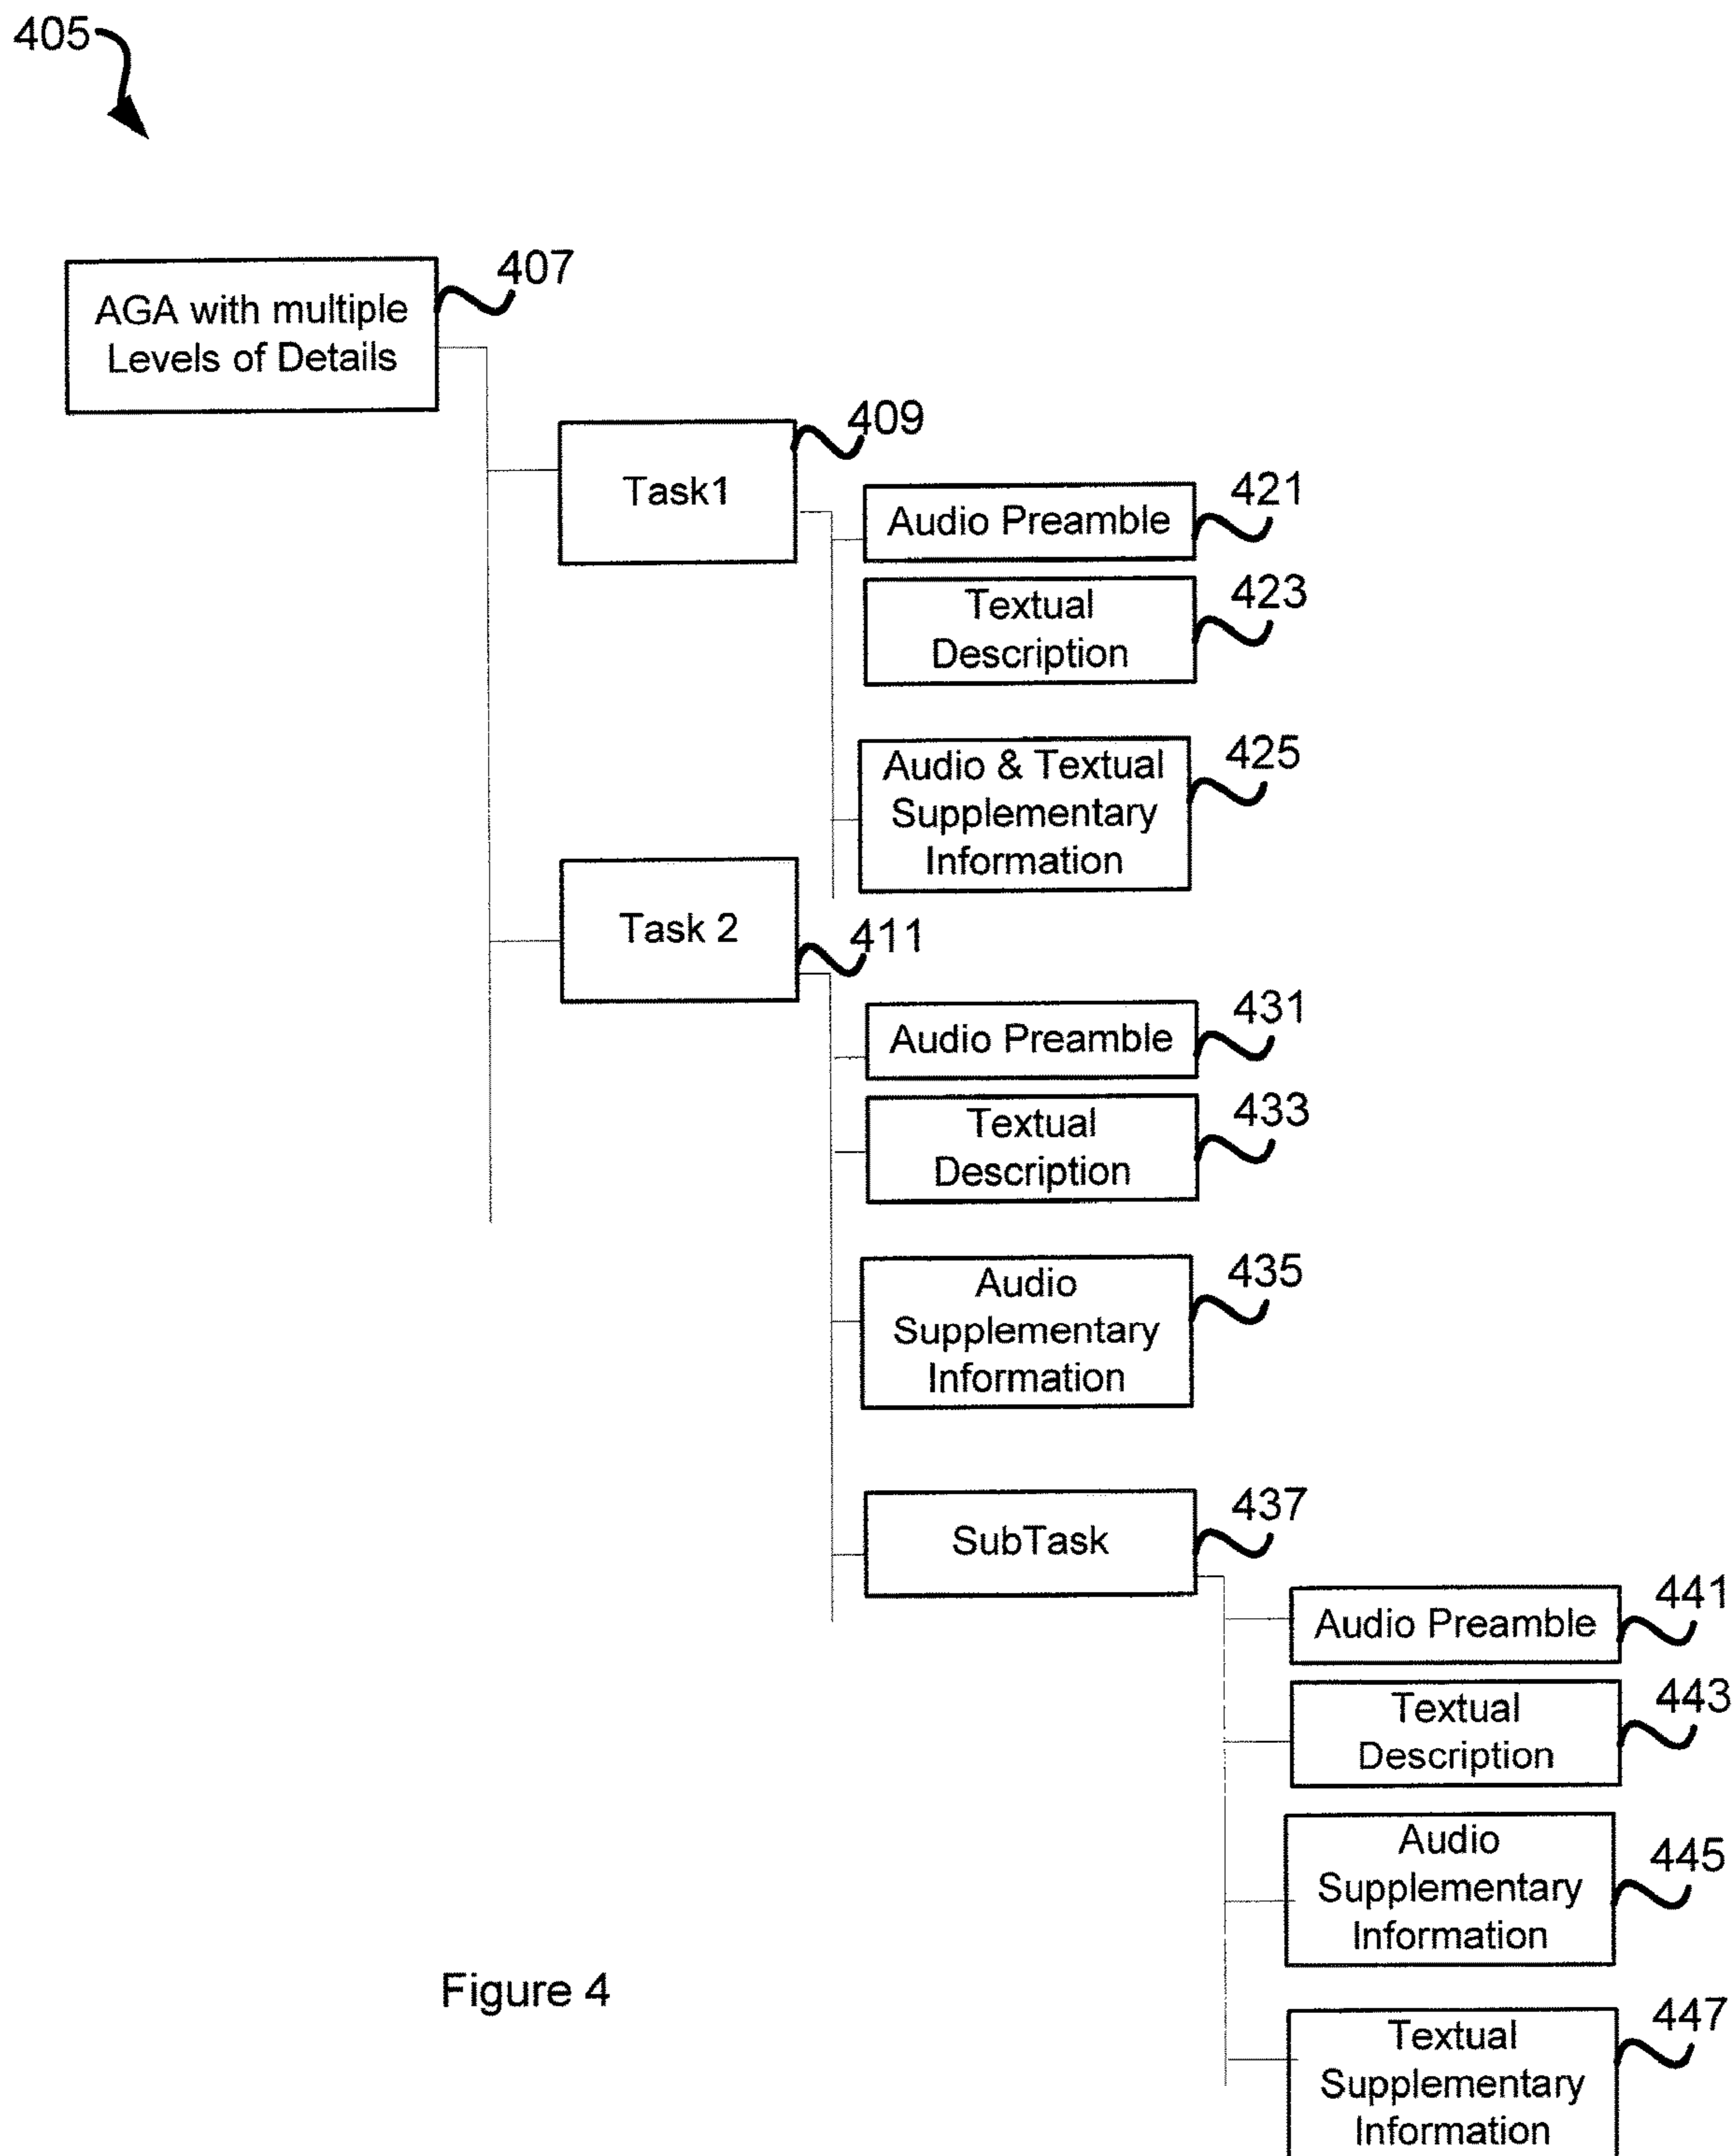 405
407
AGA with multiple
Levels of Details
409
Task1
421
Audio Preamble
423
Textual
Description
425
Audio & Textual
Supplementary
Information
411
Task 2
431
Audio Preamble
433
Textual
Description
435
Audio
Supplementary
Information
437
SubTask
441
Audio Preamble
443
Textual
Description
445
Audio
Supplementary
Information
447
Textual
Supplementary
Information
Figure 4